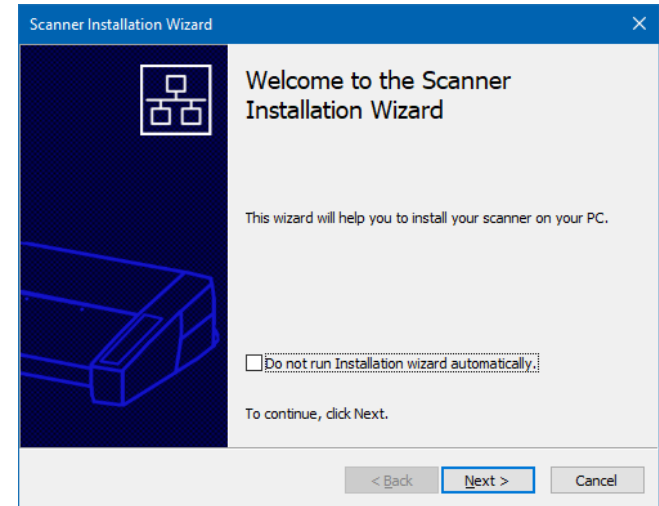 Scanner Installation Wizard
Welcome to the Scanner
Installation Wizard
This wizard will help you to install your scanner on your PC.
Do not run Installation wizard automatically.
To continue, click Next.
< Back
Next >
Cancel